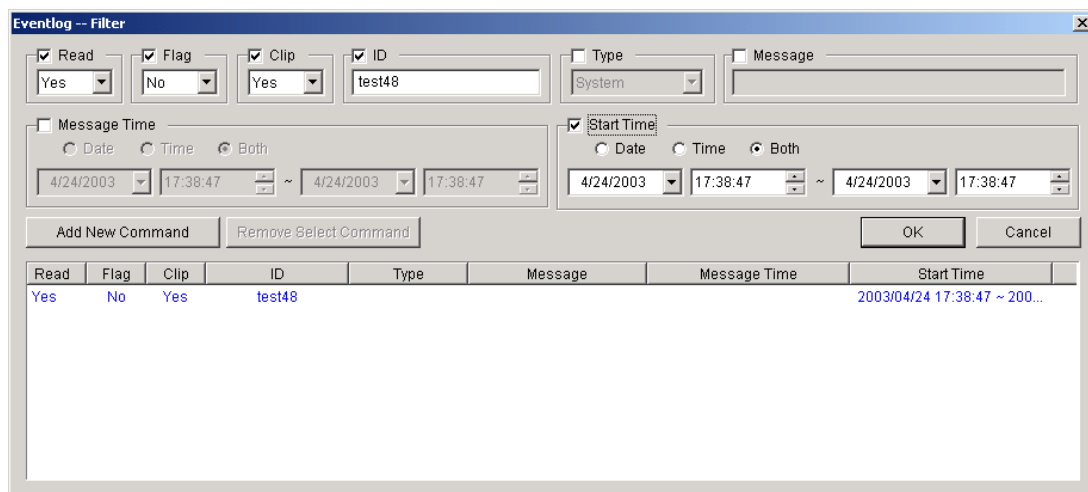 Eventlog -- Filter
Read Flag Clip ID Type Message
Yes No Yes test48 System
Message Time Start Time
Date Time Both Date Time Both
4/24/2003 17:38:47 ~ 4/24/2003 17:38:47 4/24/2003 17:38:47 ~ 4/24/2003 17:38:47
Add New Command Remove Select Command OK Cancel
Read Flag Clip ID Type Message Message Time Start Time
Yes No Yes test48 2003/04/24 17:38:47 ~ 200...